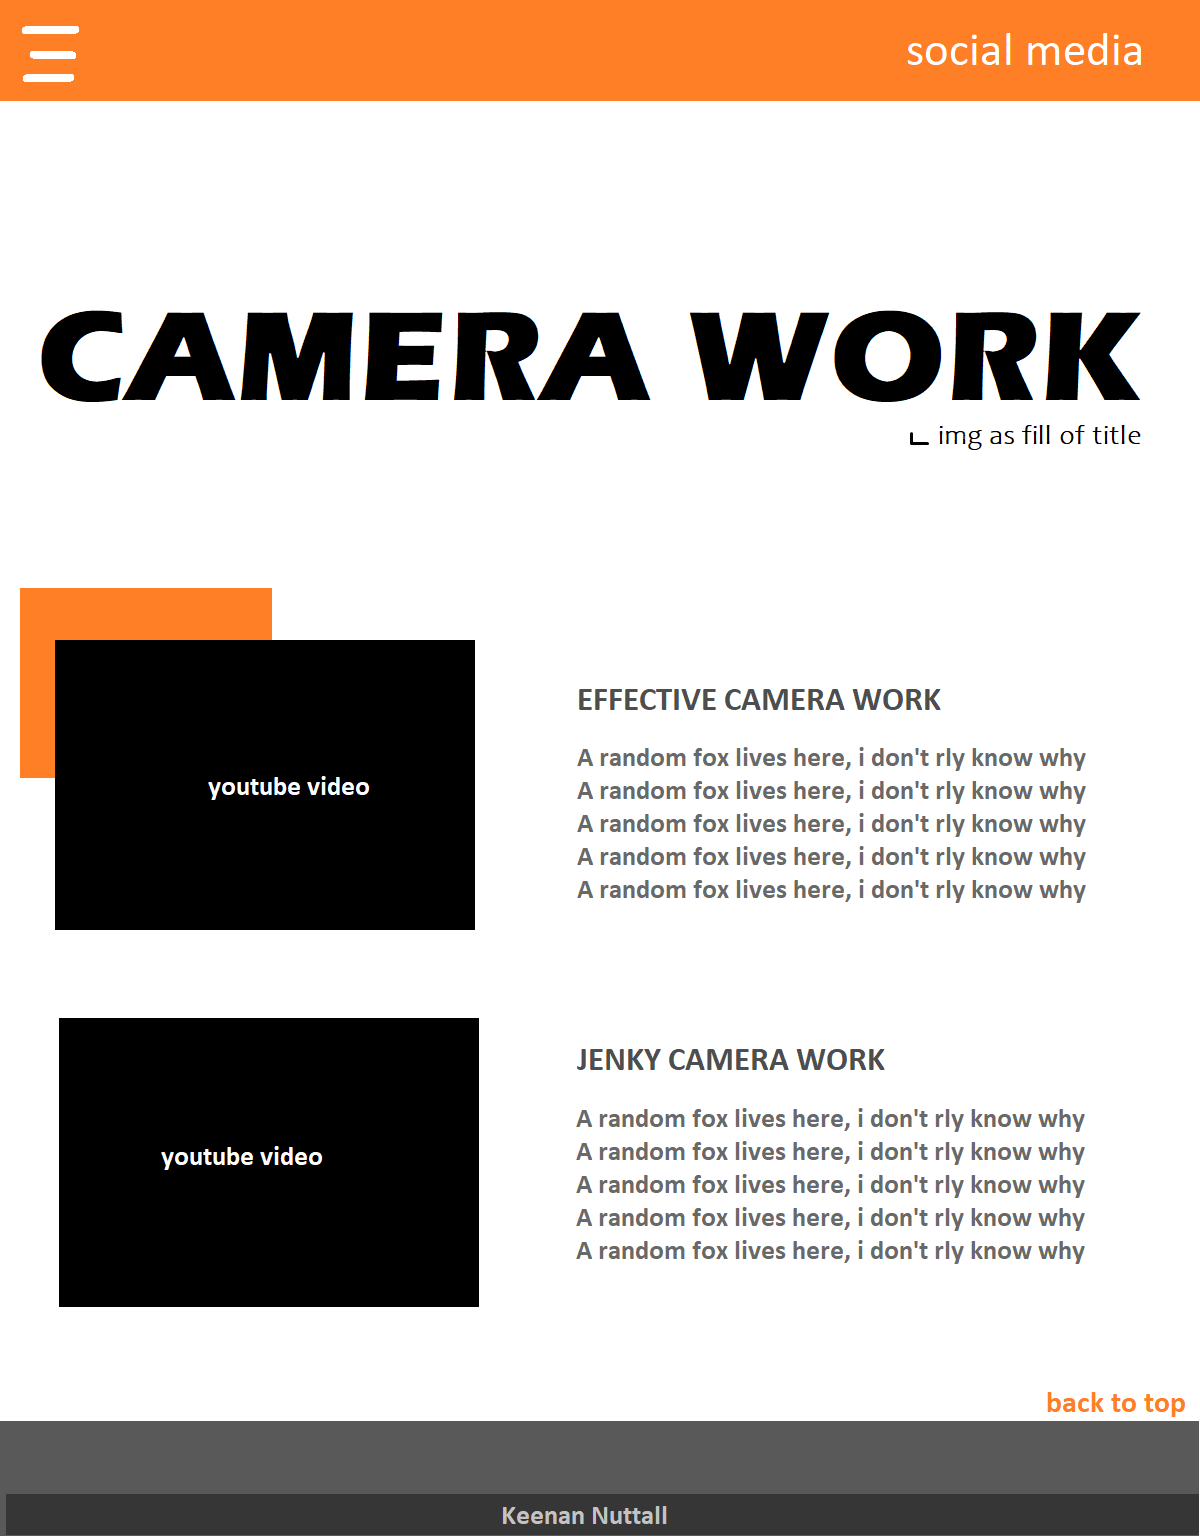 social media
CAMERA WORK
img as fill of title
youtube video
EFFECTIVE CAMERA WORK
A random fox lives here, i don't rly know why
A random fox lives here, i don't rly know why
A random fox lives here, i don't rly know why
A random fox lives here, i don't rly know why
A random fox lives here, i don't rly know why
youtube video
JENKY CAMERA WORK
A random fox lives here, i don't rly know why
A random fox lives here, i don't rly know why
A random fox lives here, i don't rly know why
A random fox lives here, i don't rly know why
A random fox lives here, i don't rly know why
back to top
Keenan Nuttall